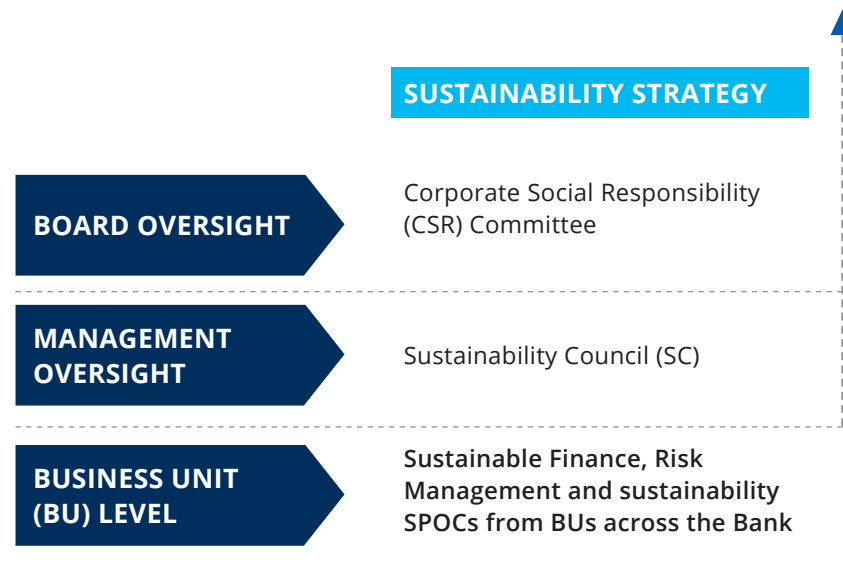 SUSTAINABILITY STRATEGY
BOARD OVERSIGHT
Corporate Social Responsibility
(CSR) Committee
MANAGEMENT
OVERSIGHT
Sustainability Council (SC)
BUSINESS UNIT
(BU) LEVEL
Sustainable Finance, Risk
Management and sustainability
SPOCs from BUs across the Bank